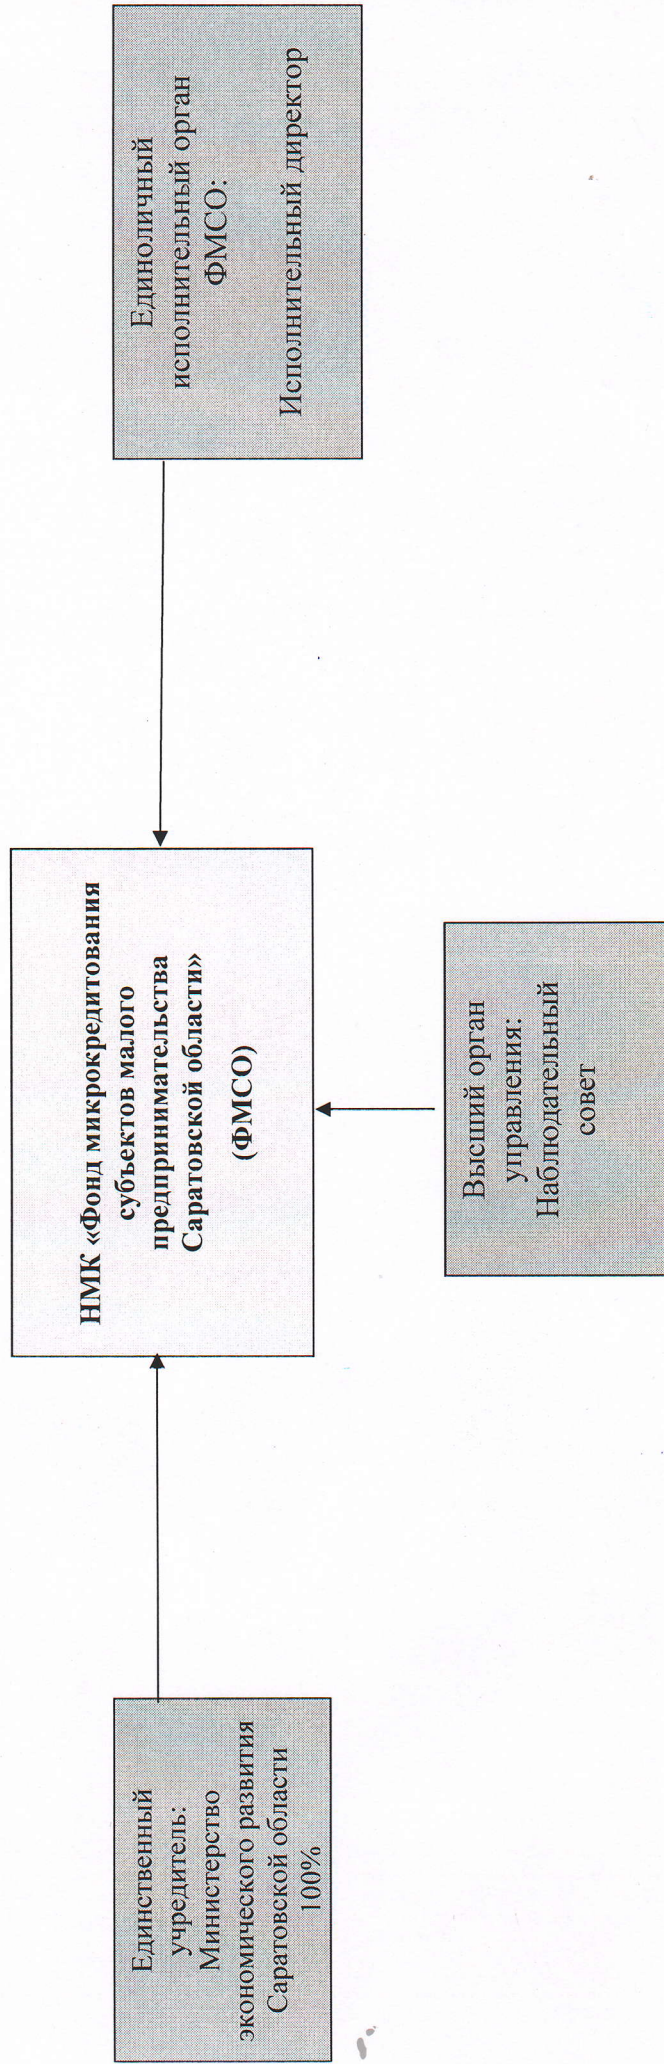 Единственный
учредитель:
Министерство
экономического развития
Саратовской области
100%
НМК «Фонд микрокредитования
субъектов малого
предпринимательства
Саратовской области»
(ФМСО)
Единоличный
исполнительный орган
ФМСО:
Исполнительный директор
Высший орган
управления:
Наблюдательный
совет